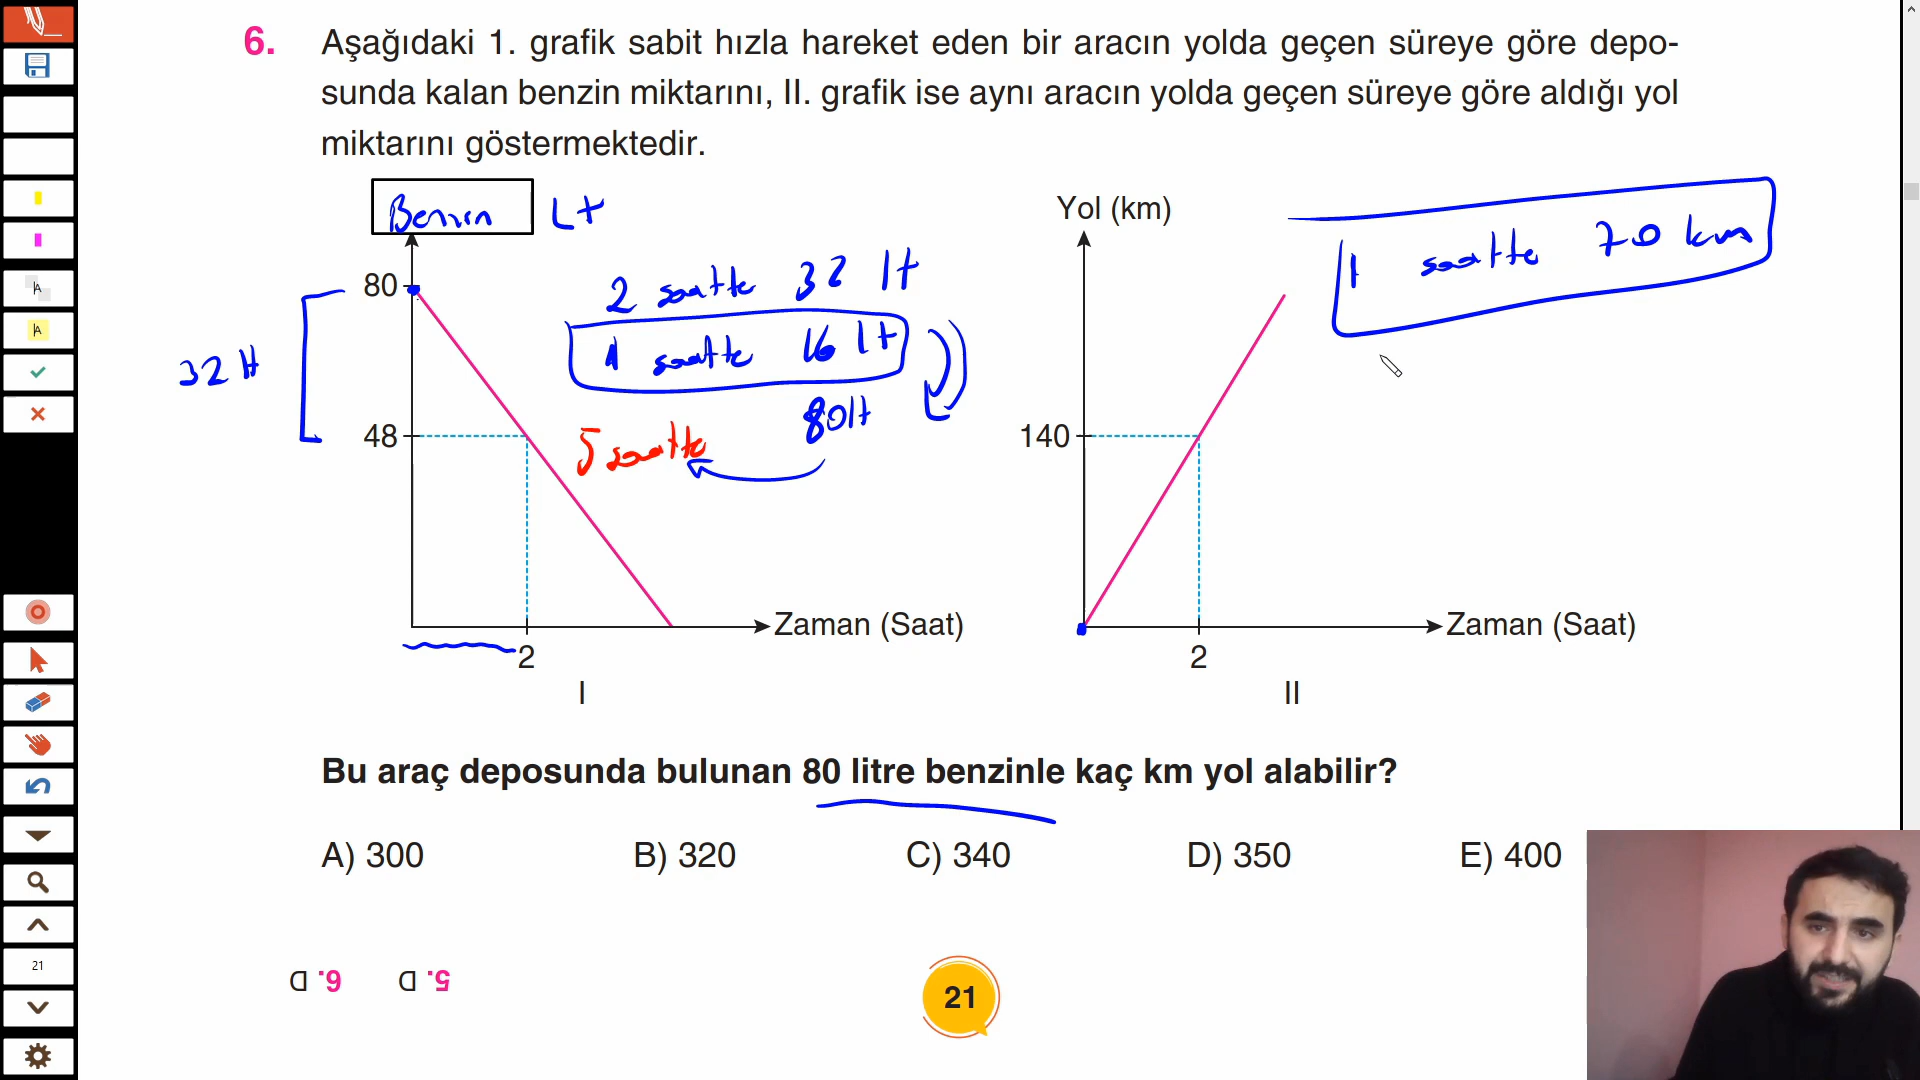 6. Aşağıdaki 1. grafik sabit hızla hareket eden bir aracın yolda geçen süreye göre depo-
sunda kalan benzin miktarını, II. grafik ise aynı aracın yolda geçen süreye göre aldığı yol
miktarını göstermektedir.
Benzin Lt
80
48
32 lt
2 saatte 32 lt
1 saatte 16 lt
80lt
5 saatte
Zaman (Saat)
2
I
Yol (km)
1 saatte 70 km
140
Zaman (Saat)
2
II
Bu araç deposunda bulunan 80 litre benzinle kaç km yol alabilir?
A) 300 B) 320 C) 340 D) 350 E) 400
6. D 5. D
21
21